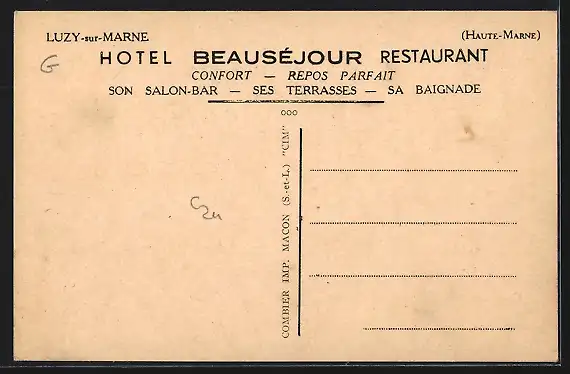 LUZY-sur-MARNE (HAUTE-MARNE)
HOTEL BEAUSÉJOUR RESTAURANT
CONFORT — REPOS PARFAIT
SON SALON-BAR — SES TERRASSES — SA BAIGNADE
COMBIER IMP. MACON (S.-et-L.) "CIM"
G